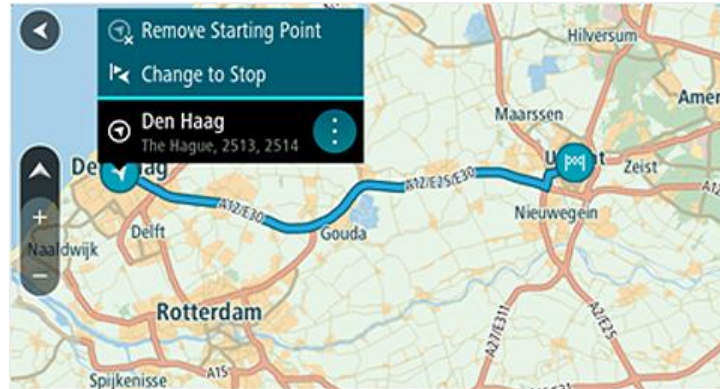 Remove Starting Point
Change to Stop
Den Haag
The Hague, 2513, 2514
Hilversum
Maarssen
Zeist
A12/E30
A12/E25/E30
Delft
Gouda
Nieuwegein
Naaldwijk
Rotterdam
A27/E311
A2/E25
A15
Spijkenisse